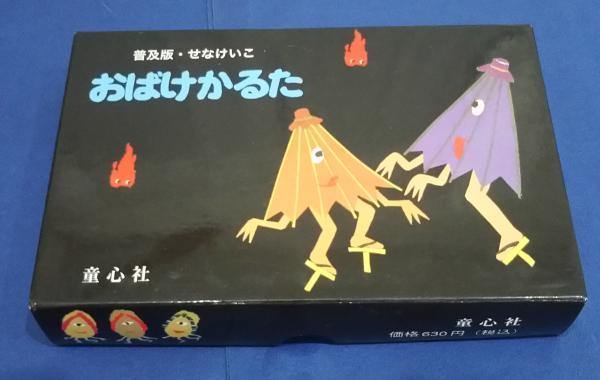 普及版・せなけいこ
おばけかるた
童心社
童心社
価格630円 (税込)